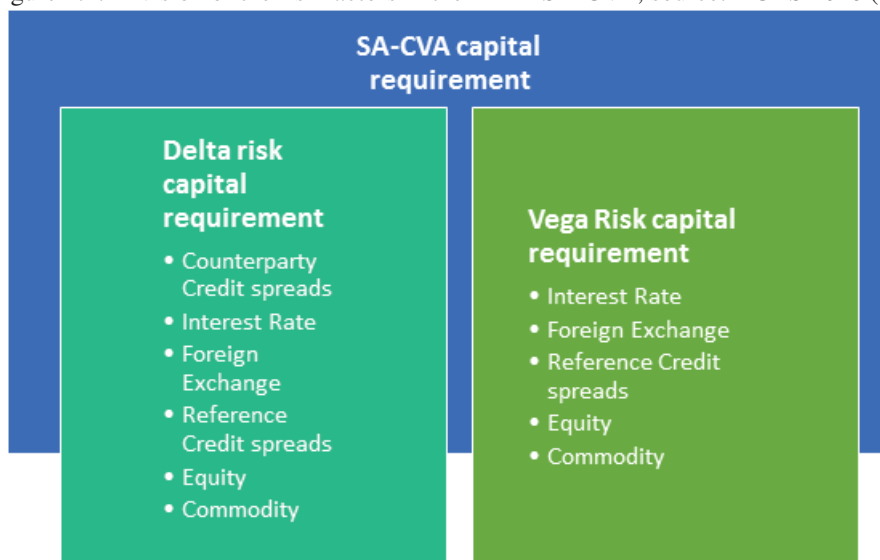 SA-CVA capital
requirement
Delta risk
capital
requirement
• Counterparty
Credit spreads
• Interest Rate
• Foreign
Exchange
• Reference
Credit spreads
• Equity
• Commodity
Vega Risk capital
requirement
• Interest Rate
• Foreign Exchange
• Reference Credit
spreads
• Equity
• Commodity